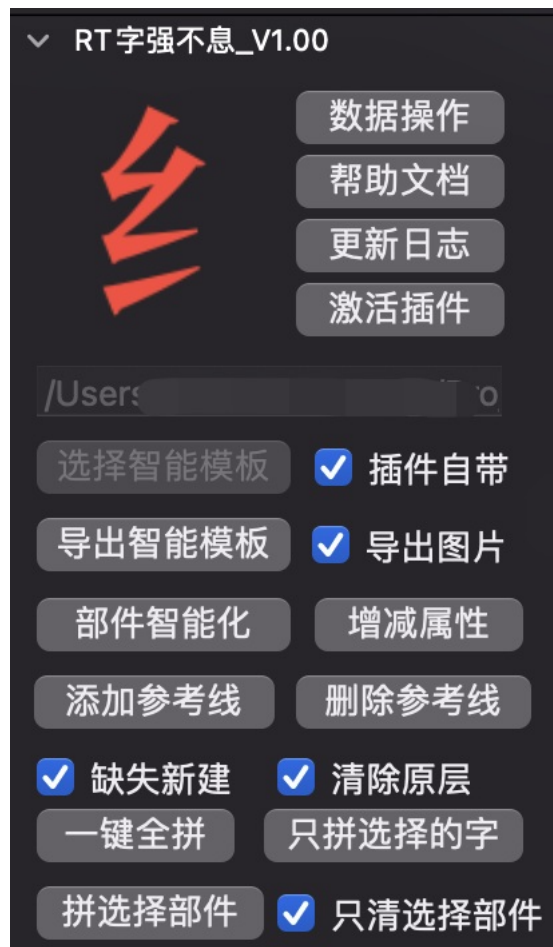 RT字强不息_V1.00
数据操作
帮助文档
更新日志
激活插件
/Users
选择智能模板 插件自带
导出智能模板 导出图片
部件智能化 增减属性
添加参考线 删除参考线
缺失新建 清除原层
一键全拼 只拼选择的字
拼选择部件 只清选择部件